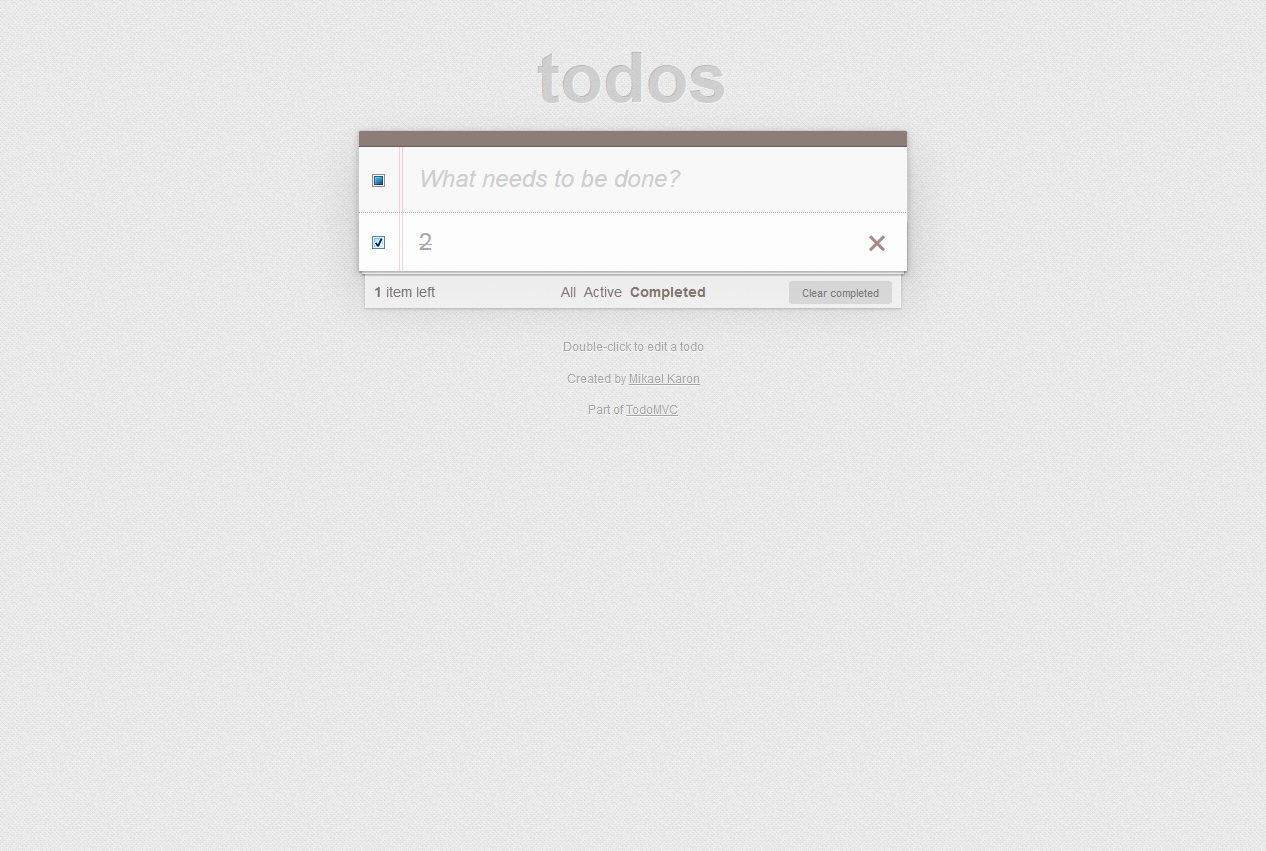 todos
What needs to be done?
2
1 item left All Active Completed Clear completed
Double-click to edit a todo
Created by Mikael Karon
Part of TodoMVC